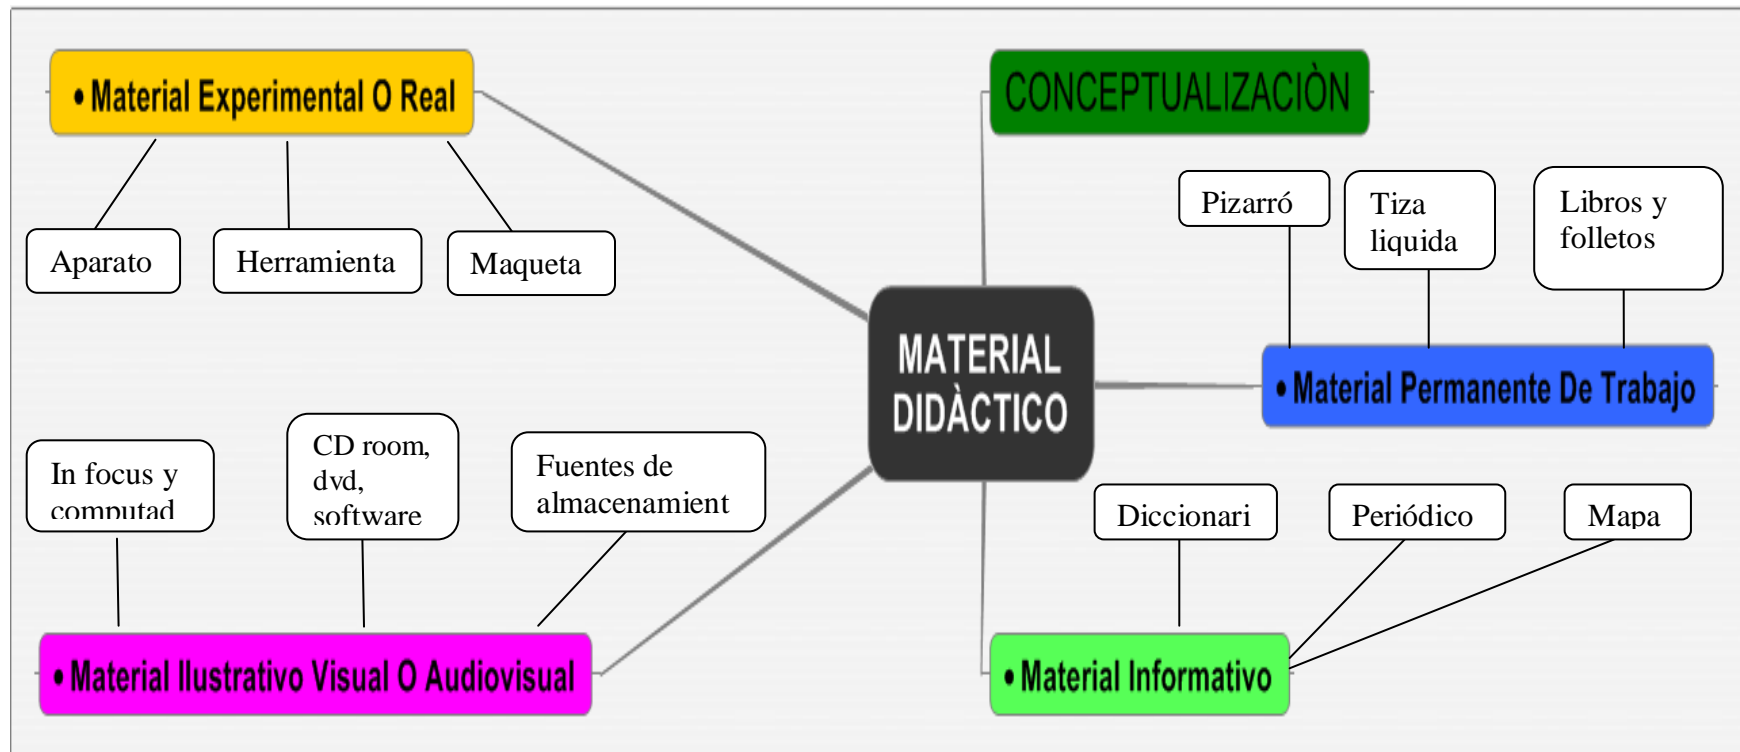 • Material Experimental O Real
CONCEPTUALIZACIÒN
Aparato
Herramienta
Maqueta
Pizarró
Tiza
liquida
Libros y
folletos
MATERIAL
DIDÀCTICO
• Material Permanente De Trabajo
In focus y
computad
CD room,
dvd,
software
Fuentes de
almacenamient
Diccionari
Periódico
Mapa
• Material Ilustrativo Visual O Audiovisual
• Material Informativo